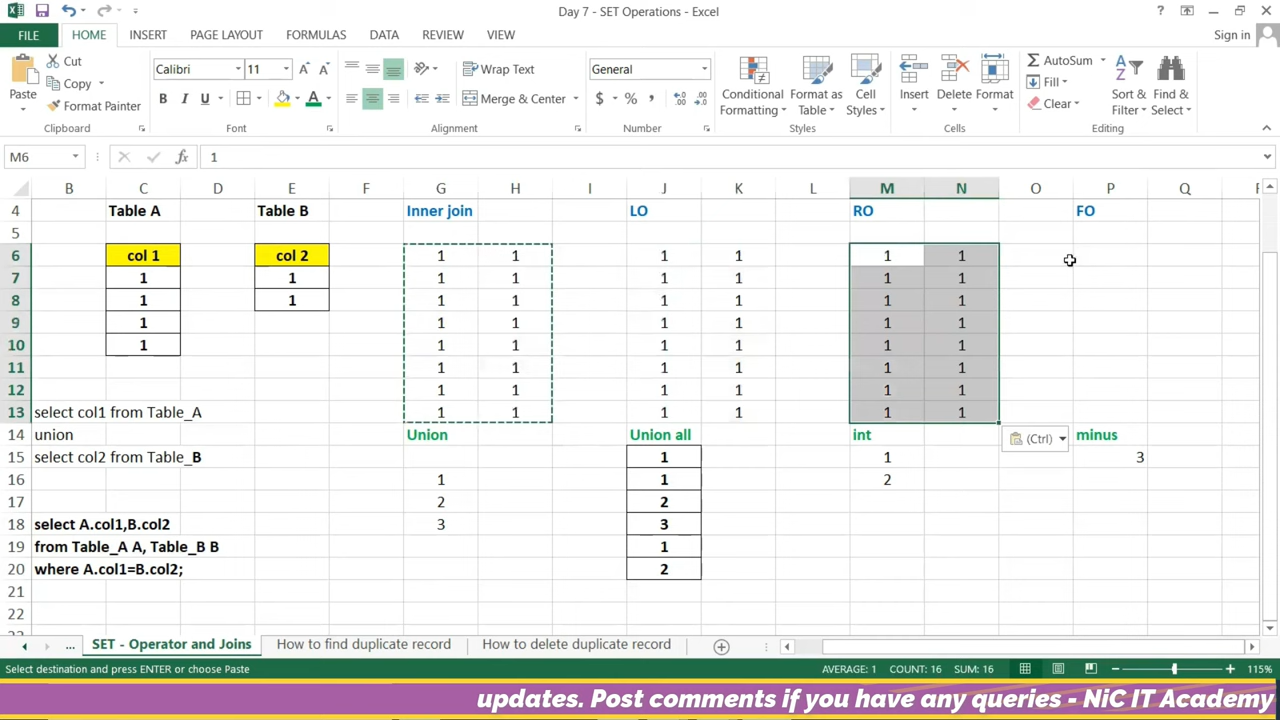 Day 7 - SET Operations - Excel
Sign in
FILE HOME INSERT PAGE LAYOUT FORMULAS DATA REVIEW VIEW
Cut
Copy
Format Painter
Paste
Clipboard
Calibri 11
B I U
Font
Wrap Text
Merge & Center
Alignment
General
$ % ,
Number
Conditional Formatting
Format as Table
Cell Styles
Styles
Insert Delete Format
Cells
AutoSum
Fill
Clear
Sort & Filter
Find & Select
Editing
M6 fx 1
B C D E F G H I J K L M N O P Q
4 Table A Table B Inner join LO RO FO
5
6 col 1 col 2 1 1 1 1 1 1
7 1 1 1 1 1 1 1 1
8 1 1 1 1 1 1 1 1
9 1 1 1 1 1 1 1
10 1 1 1 1 1 1 1
11 1 1 1 1 1 1
12 1 1 1 1 1 1
13 select col1 from Table_A 1 1 1 1 1 1
14 union Union Union all int minus
(Ctrl)
15 select col2 from Table_B 1 1 3
16 1 1 2
17 2 2
18 select A.col1,B.col2 3 3
19 from Table_A A, Table_B B 1
20 where A.col1=B.col2; 2
21
22
... SET - Operator and Joins How to find duplicate record How to delete duplicate record
Select destination and press ENTER or choose Paste AVERAGE: 1 COUNT: 16 SUM: 16 115%
updates. Post comments if you have any queries - NiC IT Academy